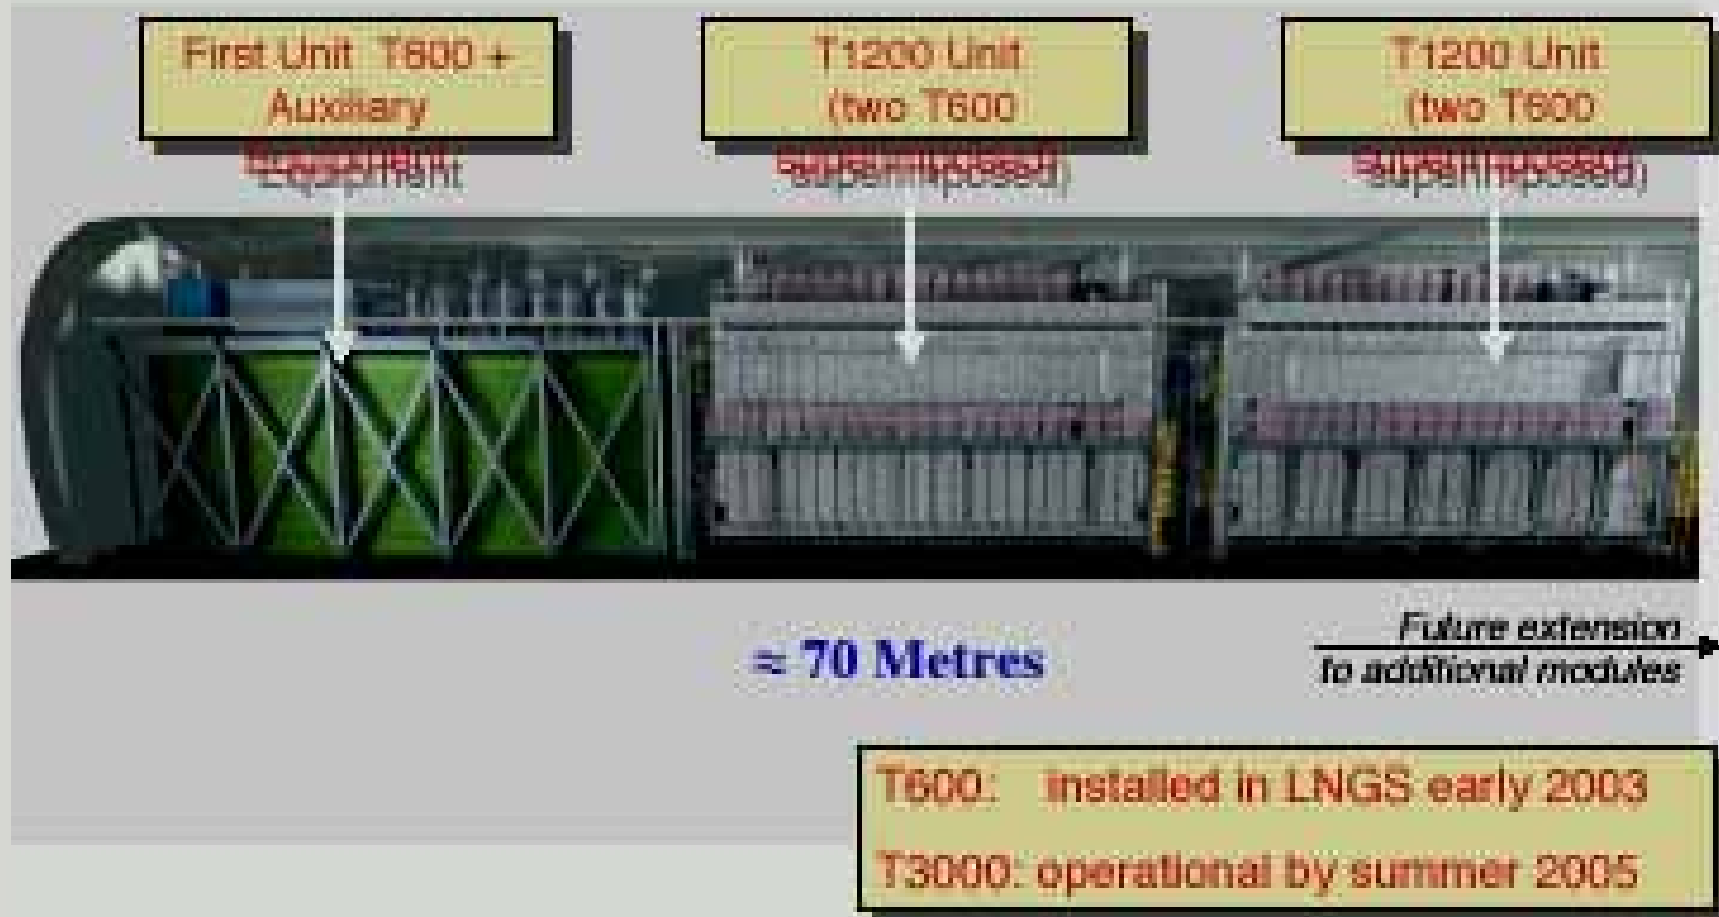 First Unit T600 +
Auxiliary
Equipment
T1200 Unit
(two T600
superimposed)
T1200 Unit
(two T600
superimposed)
≈ 70 Metres
Future extension
to additional modules
T600: installed in LNGS early 2003
T3000: operational by summer 2005